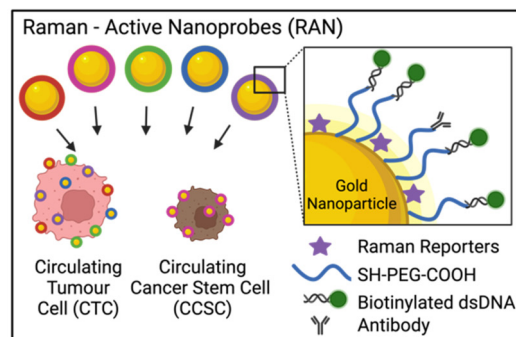 Raman - Active Nanoprobes (RAN)
Gold
Nanoparticle
Circulating
Tumour
Cell (CTC)
Circulating
Cancer Stem Cell
(CCSC)
Raman Reporters
SH-PEG-COOH
Biotinylated dsDNA
Antibody